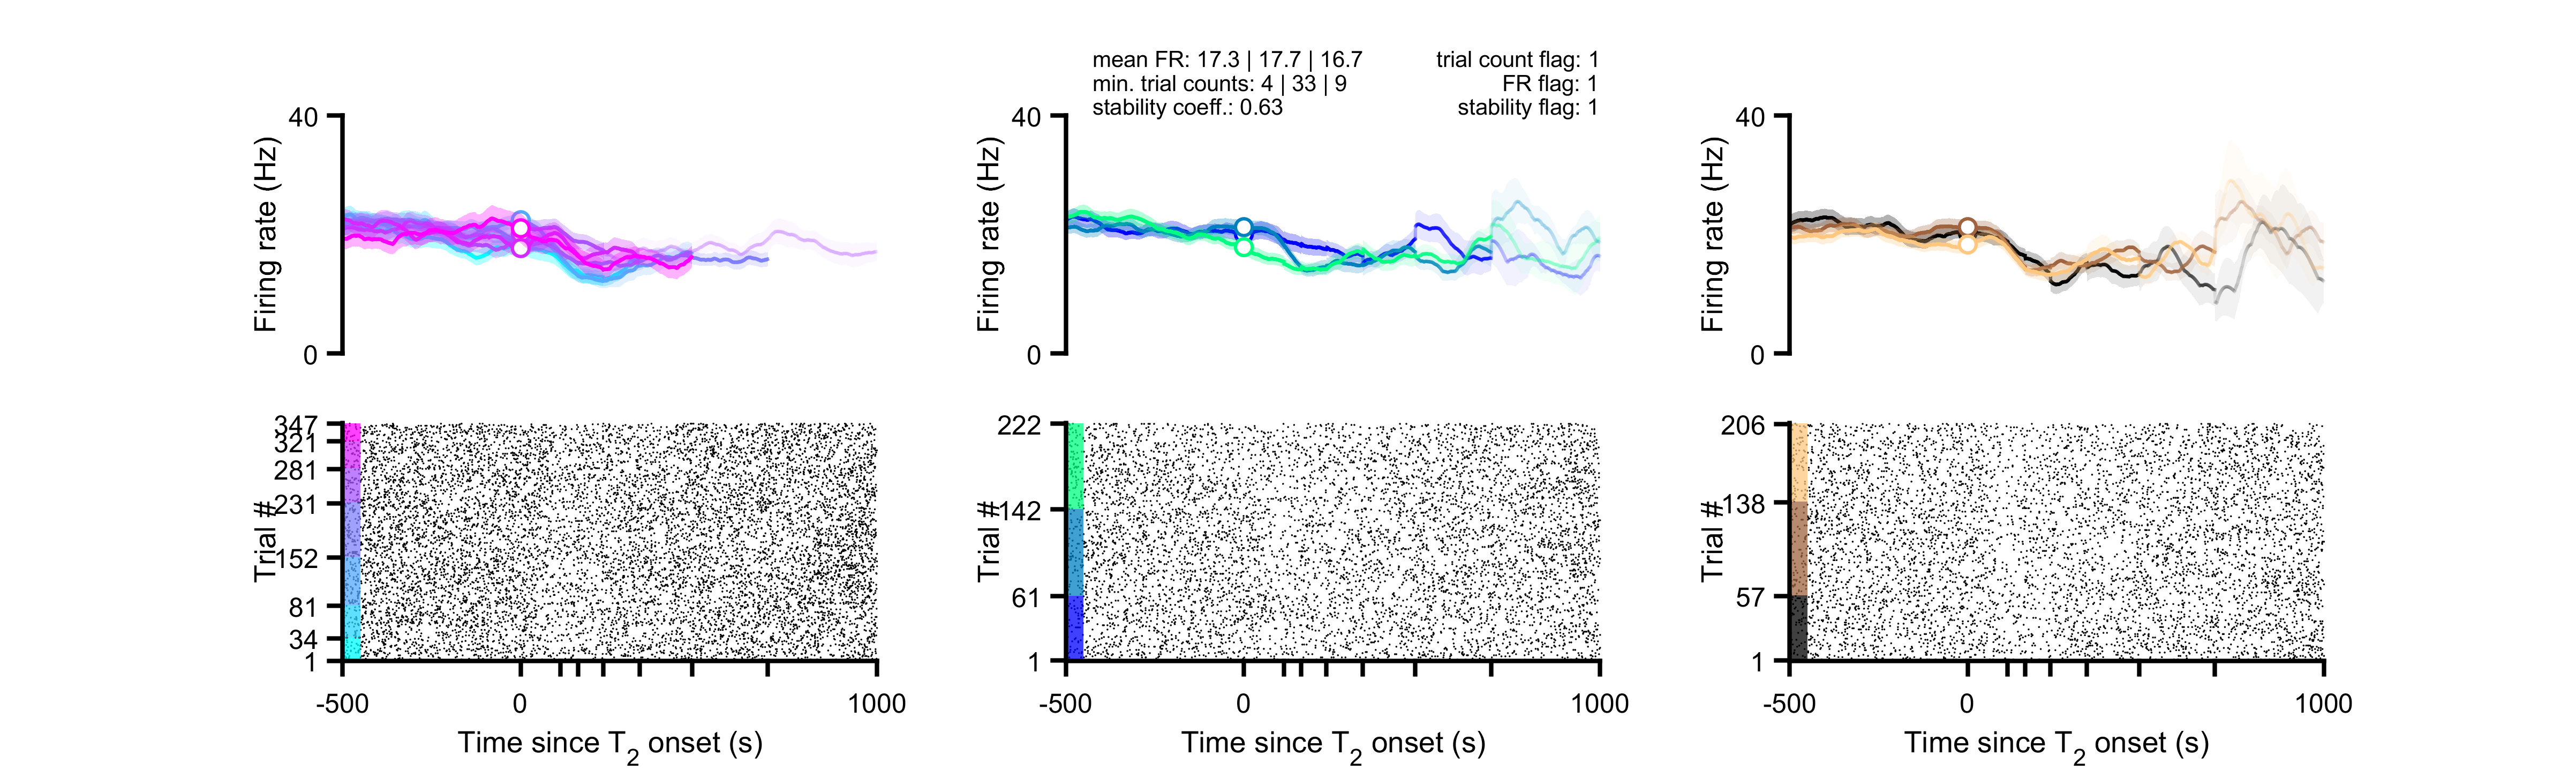 mean FR: 17.3 | 17.7 | 16.7
min. trial counts: 4 | 33 | 9
stability coeff.: 0.63
trial count flag: 1
FR flag: 1
stability flag: 1
40
Firing rate (Hz)
0
40
Firing rate (Hz)
0
40
Firing rate (Hz)
0
347
321
281
231
152
81
34
1
Trial #
-500
0
1000
Time since T2 onset (s)
222
142
61
1
Trial #
-500
0
1000
Time since T2 onset (s)
206
138
57
1
Trial #
-500
0
1000
Time since T2 onset (s)